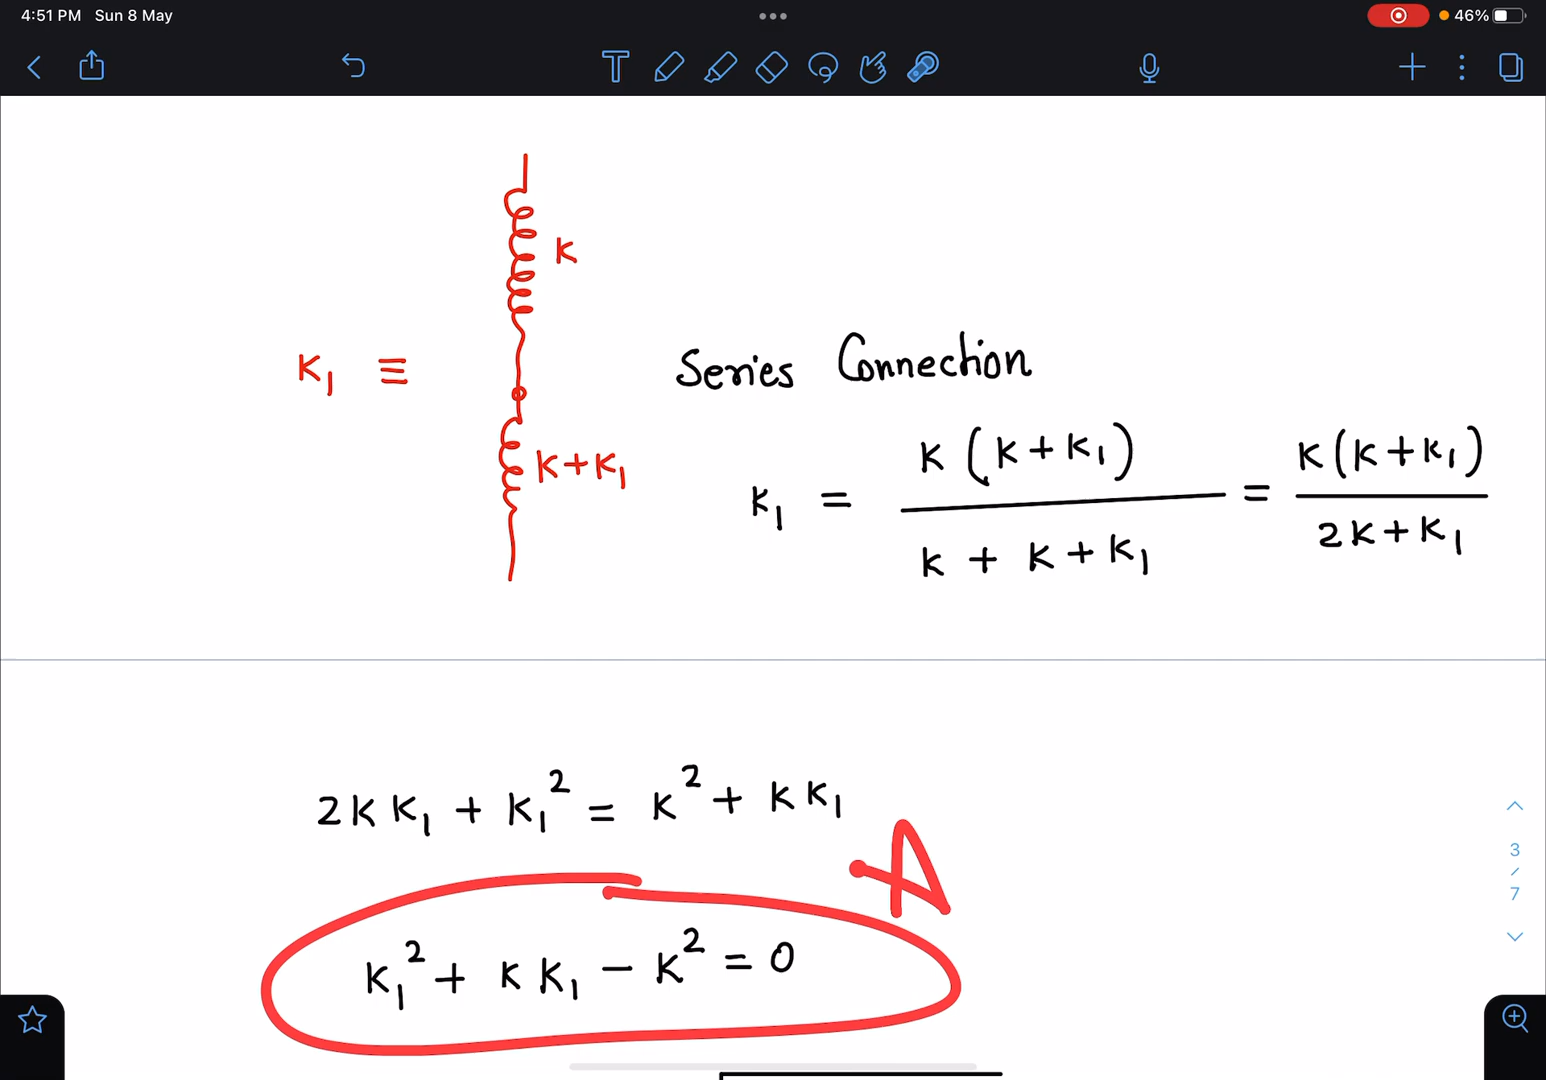 4:51 PM Sun 8 May
46%
T
K
K₁ ≡
K+K₁
Series Connection
K₁ = K(K+K₁) / K + K + K₁ = K(K+K₁) / 2K+K₁
2KK₁ + K₁² = K² + KK₁
A
K₁² + KK₁ − K² = 0
3
/
7